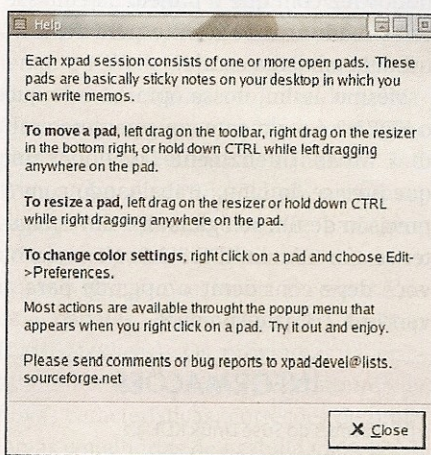 Help
Each xpad session consists of one or more open pads. These
pads are basically sticky notes on your desktop in which you
can write memos.
To move a pad, left drag on the toolbar, right drag on the resizer
in the bottom right, or hold down CTRL while left dragging
anywhere on the pad.
To resize a pad, left drag on the resizer or hold down CTRL
while right dragging anywhere on the pad.
To change color settings, right click on a pad and choose Edit-
>Preferences.
Most actions are available throught the popup menu that
appears when you right click on a pad. Try it out and enjoy.
Please send comments or bug reports to xpad-devel@lists.
sourceforge.net
X Close